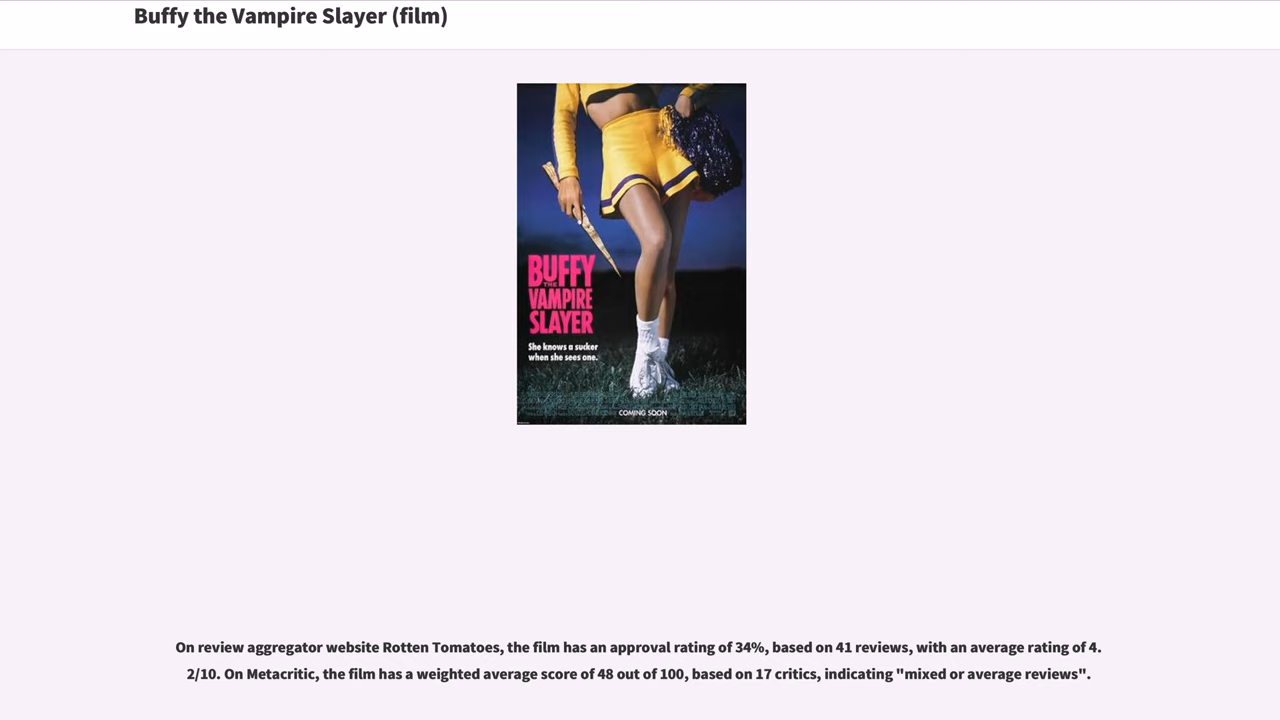 Buffy the Vampire Slayer (film)
BUFFY
THE
VAMPIRE
SLAYER
She knows a sucker
when she sees one.
COMING SOON
On review aggregator website Rotten Tomatoes, the film has an approval rating of 34%, based on 41 reviews, with an average rating of 4.
2/10. On Metacritic, the film has a weighted average score of 48 out of 100, based on 17 critics, indicating "mixed or average reviews".